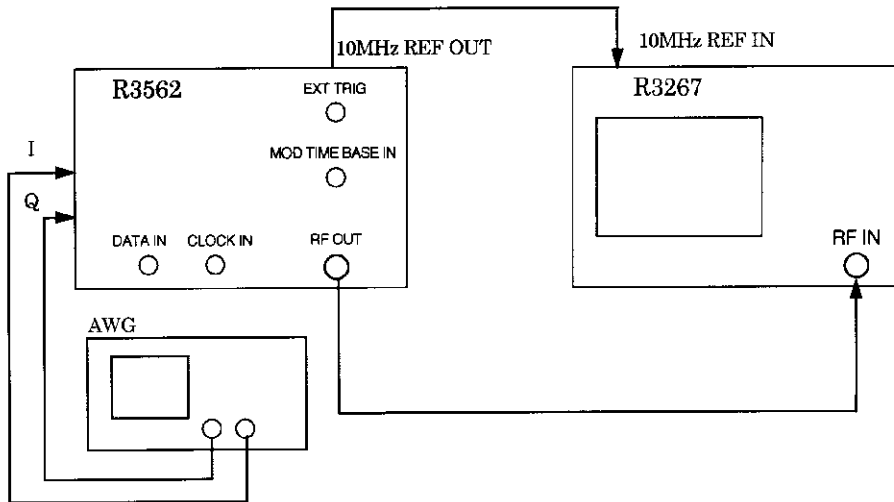 10MHz REF OUT
10MHz REF IN
R3562
EXT TRIG
R3267
MOD TIME BASE IN
I
Q
DATA IN
CLOCK IN
RF OUT
RF IN
AWG